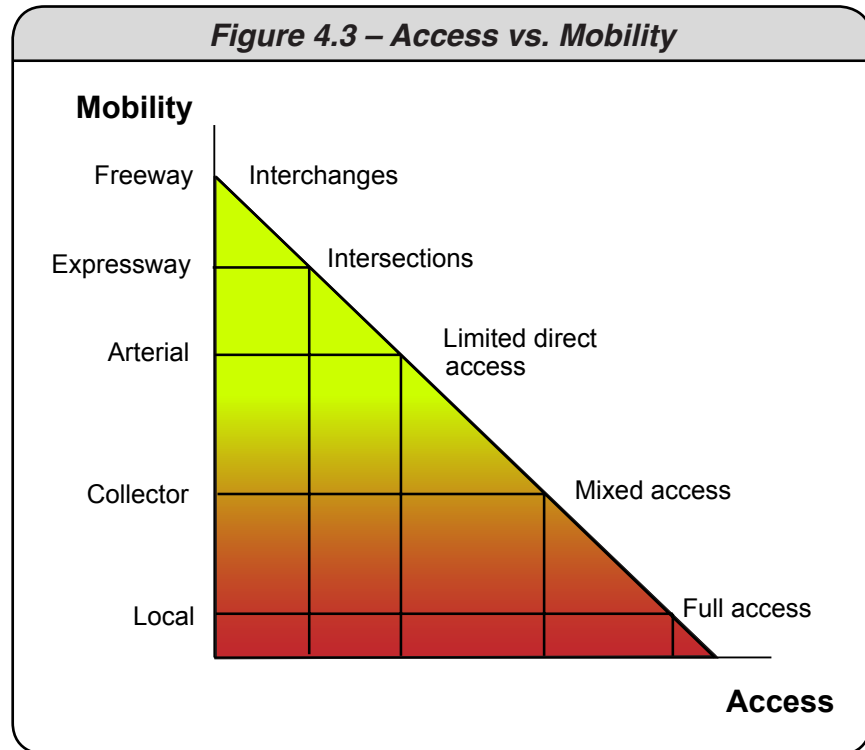 Figure 4.3 – Access vs. Mobility
Mobility
Freeway
Interchanges
Expressway
Intersections
Arterial
Limited direct
access
Collector
Mixed access
Local
Full access
Access